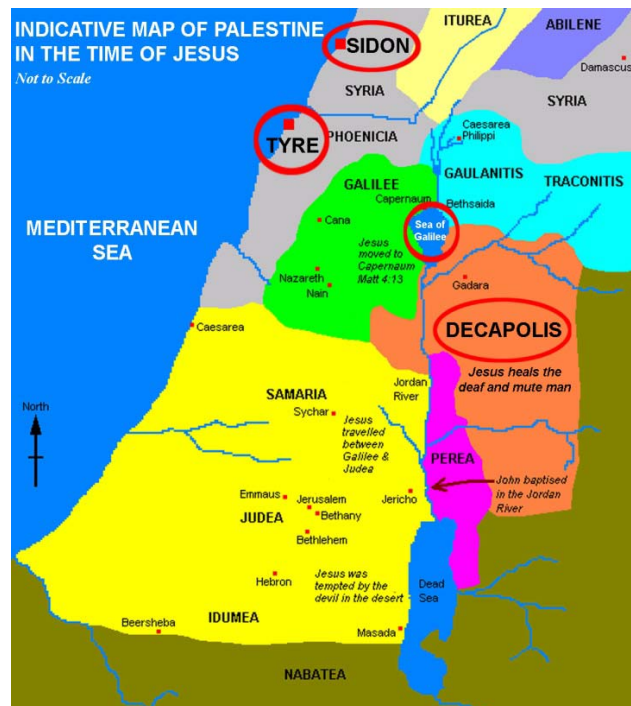 INDICATIVE MAP OF PALESTINE
IN THE TIME OF JESUS
Not to Scale
ITUREA
ABILENE
SIDON
Damascus
SYRIA
SYRIA
TYRE
PHOENICIA
Caesarea
Philippi
GAULANITIS
TRACONITIS
GALILEE
Capernaum
Bethsaida
Cana
Sea of
Galilee
MEDITERRANEAN
SEA
Jesus
moved to
Capernaum
Matt 4:13
Nazareth
Nain
Gadara
Caesarea
DECAPOLIS
Jesus heals the
deaf and mute man
Jordan
River
SAMARIA
North
Sychar
Jesus
travelled
between
Galilee &
Judea
PEREA
John baptised
in the Jordan
River
Emmaus
Jerusalem
Jericho
Bethany
JUDEA
Bethlehem
Hebron
Jesus was
tempted by the
devil in the desert
Dead
Sea
IDUMEA
Beersheba
Masada
NABATEA